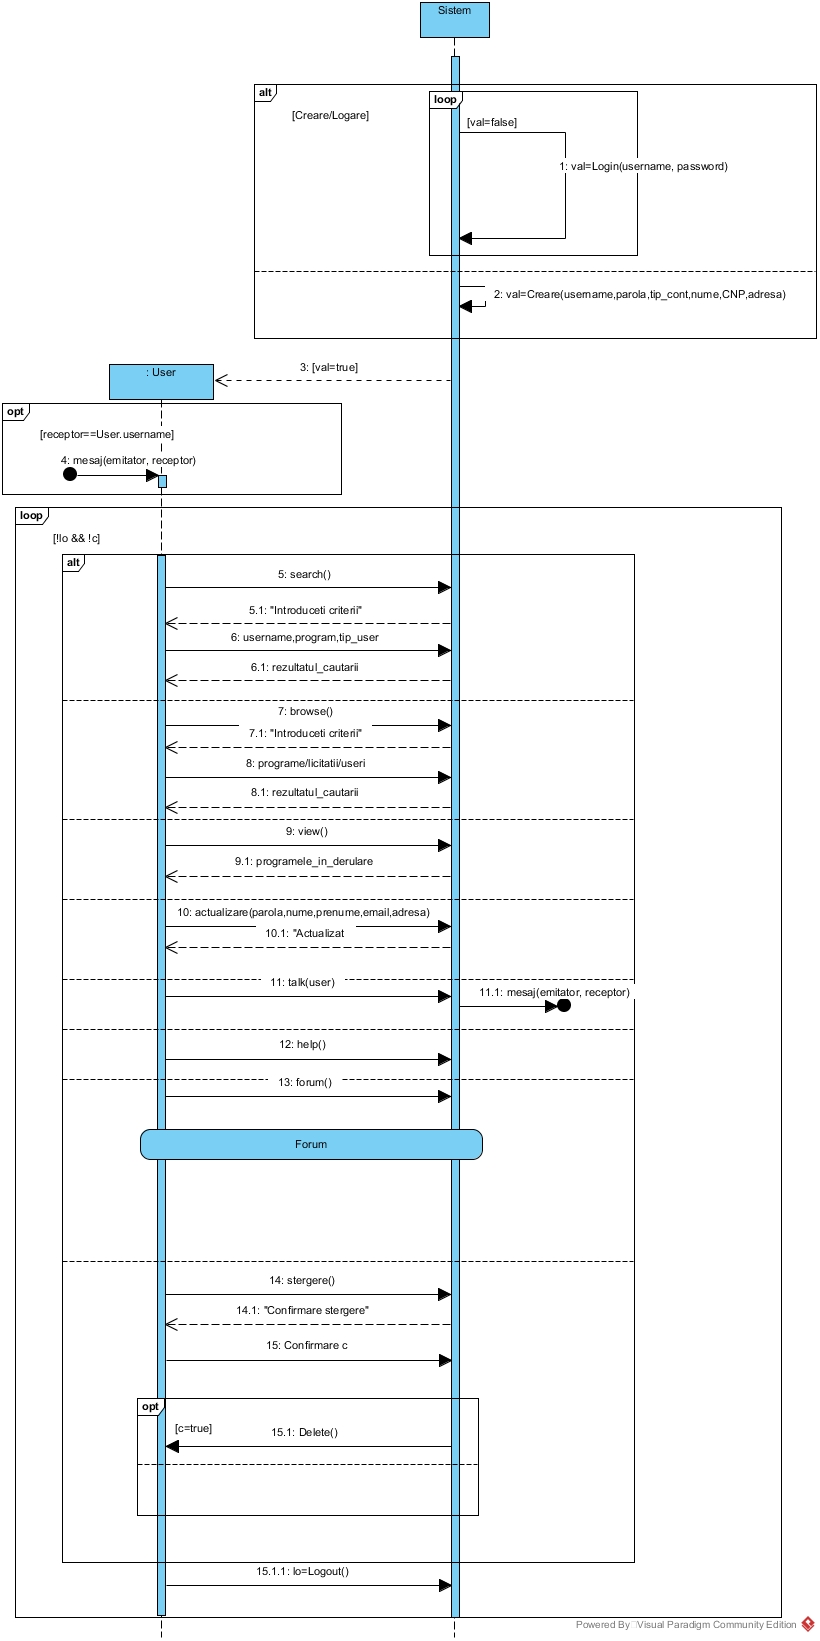 Sistem
alt
loop
[Creare/Logare]
[val=false]
1: val=Login(username, password)
2: val=Creare(username,parola,tip_cont,nume,CNP,adresa)
3: [val=true]
: User
opt
[receptor==User.username]
4: mesaj(emitator, receptor)
loop
[!lo && !c]
alt
5: search()
5.1: "Introduceti criterii"
6: username,program,tip_user
6.1: rezultatul_cautarii
7: browse()
7.1: "Introduceti criterii"
8: programe/licitatii/useri
8.1: rezultatul_cautarii
9: view()
9.1: programele_in_derulare
10: actualizare(parola,nume,prenume,email,adresa)
10.1: "Actualizat
11: talk(user)
11.1: mesaj(emitator, receptor)
12: help()
13: forum()
Forum
14: stergere()
14.1: "Confirmare stergere"
15: Confirmare c
opt
[c=true]
15.1: Delete()
15.1.1: lo=Logout()
Powered By Visual Paradigm Community Edition